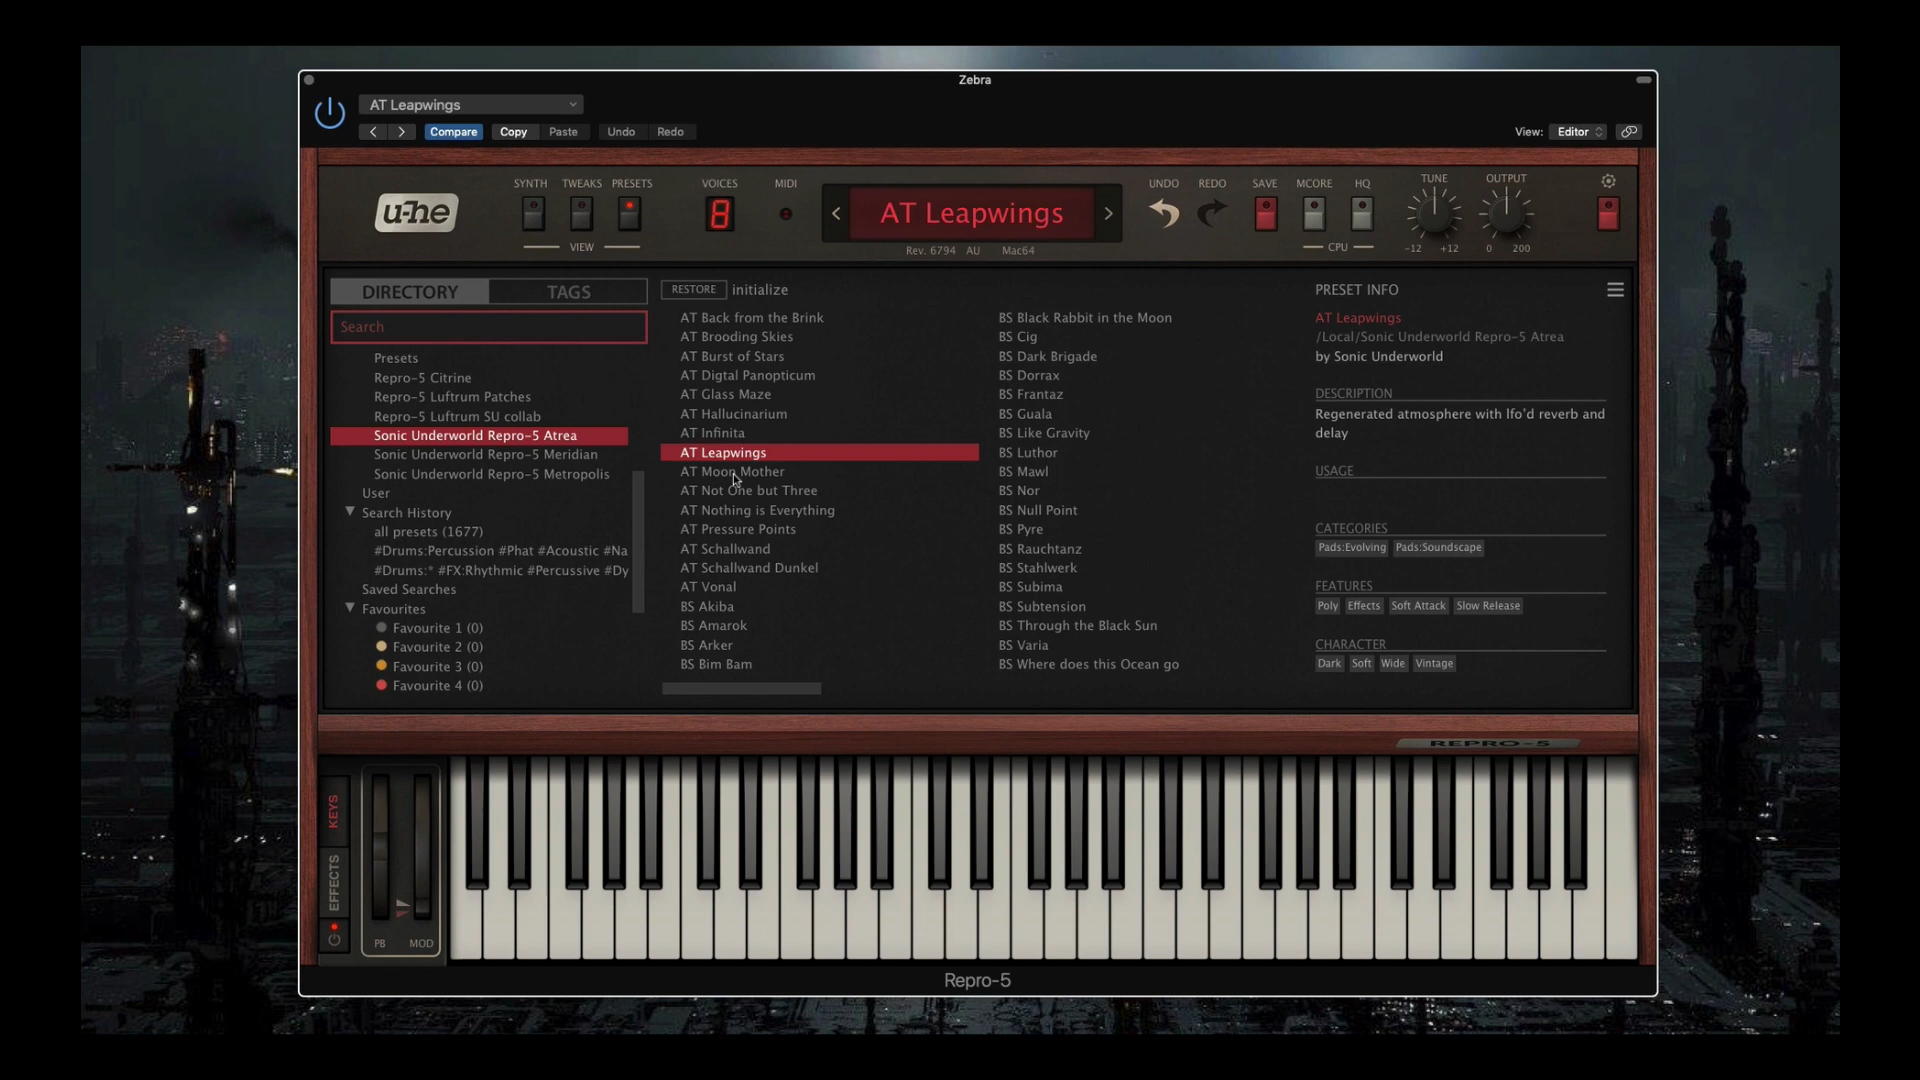 Zebra
AT Leapwings
Compare Copy Paste Undo Redo
View: Editor
u-he
SYNTH TWEAKS PRESETS
VIEW
VOICES
8
MIDI
AT Leapwings
Rev. 6794 AU Mac64
UNDO REDO SAVE MCORE HQ
CPU
TUNE
-12 +12
OUTPUT
0 200
DIRECTORY TAGS
Search
Presets
Repro-5 Citrine
Repro-5 Luftrum Patches
Repro-5 Luftrum SU collab
Sonic Underworld Repro-5 Atrea
Sonic Underworld Repro-5 Meridian
Sonic Underworld Repro-5 Metropolis
User
Search History
all presets (1677)
#Drums:Percussion #Phat #Acoustic #Na
#Drums:* #FX:Rhythmic #Percussive #Dy
Saved Searches
Favourites
Favourite 1 (0)
Favourite 2 (0)
Favourite 3 (0)
Favourite 4 (0)
RESTORE initialize
AT Back from the Brink
AT Brooding Skies
AT Burst of Stars
AT Digtal Panopticum
AT Glass Maze
AT Hallucinarium
AT Infinita
AT Leapwings
AT Moon Mother
AT Not One but Three
AT Nothing is Everything
AT Pressure Points
AT Schallwand
AT Schallwand Dunkel
AT Vonal
BS Akiba
BS Amarok
BS Arker
BS Bim Bam
BS Black Rabbit in the Moon
BS Cig
BS Dark Brigade
BS Dorrax
BS Frantaz
BS Guala
BS Like Gravity
BS Luthor
BS Mawl
BS Nor
BS Null Point
BS Pyre
BS Rauchtanz
BS Stahlwerk
BS Subima
BS Subtension
BS Through the Black Sun
BS Varia
BS Where does this Ocean go
PRESET INFO
AT Leapwings
/Local/Sonic Underworld Repro-5 Atrea
by Sonic Underworld
DESCRIPTION
Regenerated atmosphere with lfo'd reverb and
delay
USAGE
CATEGORIES
Pads:Evolving Pads:Soundscape
FEATURES
Poly Effects Soft Attack Slow Release
CHARACTER
Dark Soft Wide Vintage
REPRO-5
KEYS
EFFECTS
PB MOD
Repro-5